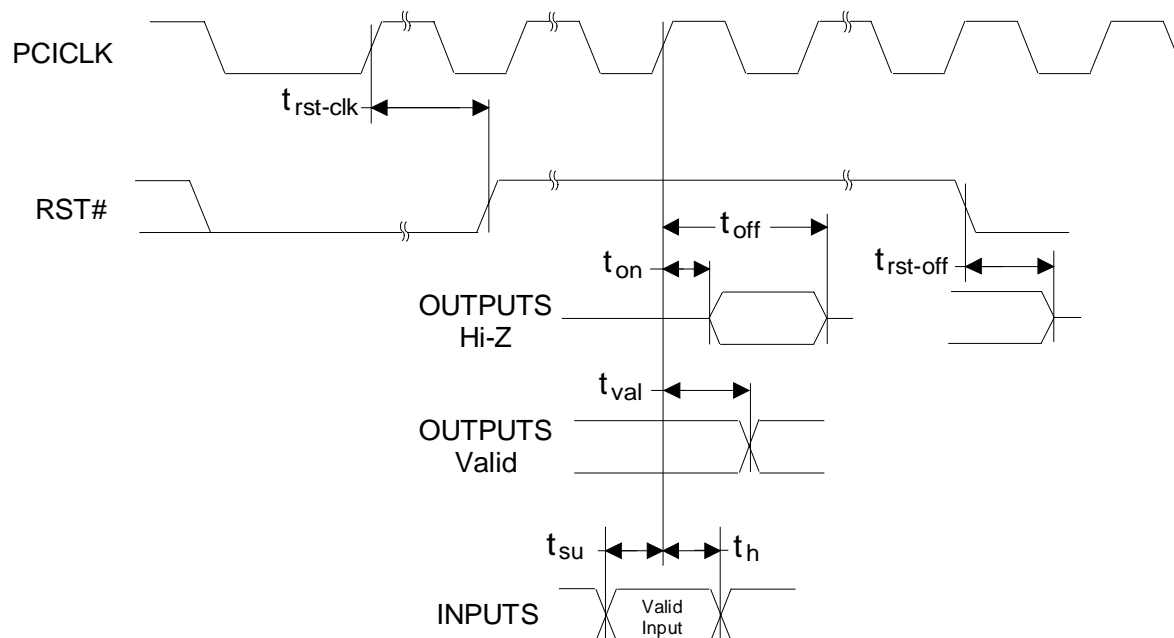 PCICLK
t rst-clk
RST#
t off
t on
t rst-off
OUTPUTS
Hi-Z
t val
OUTPUTS
Valid
t su
t h
INPUTS
Valid
Input